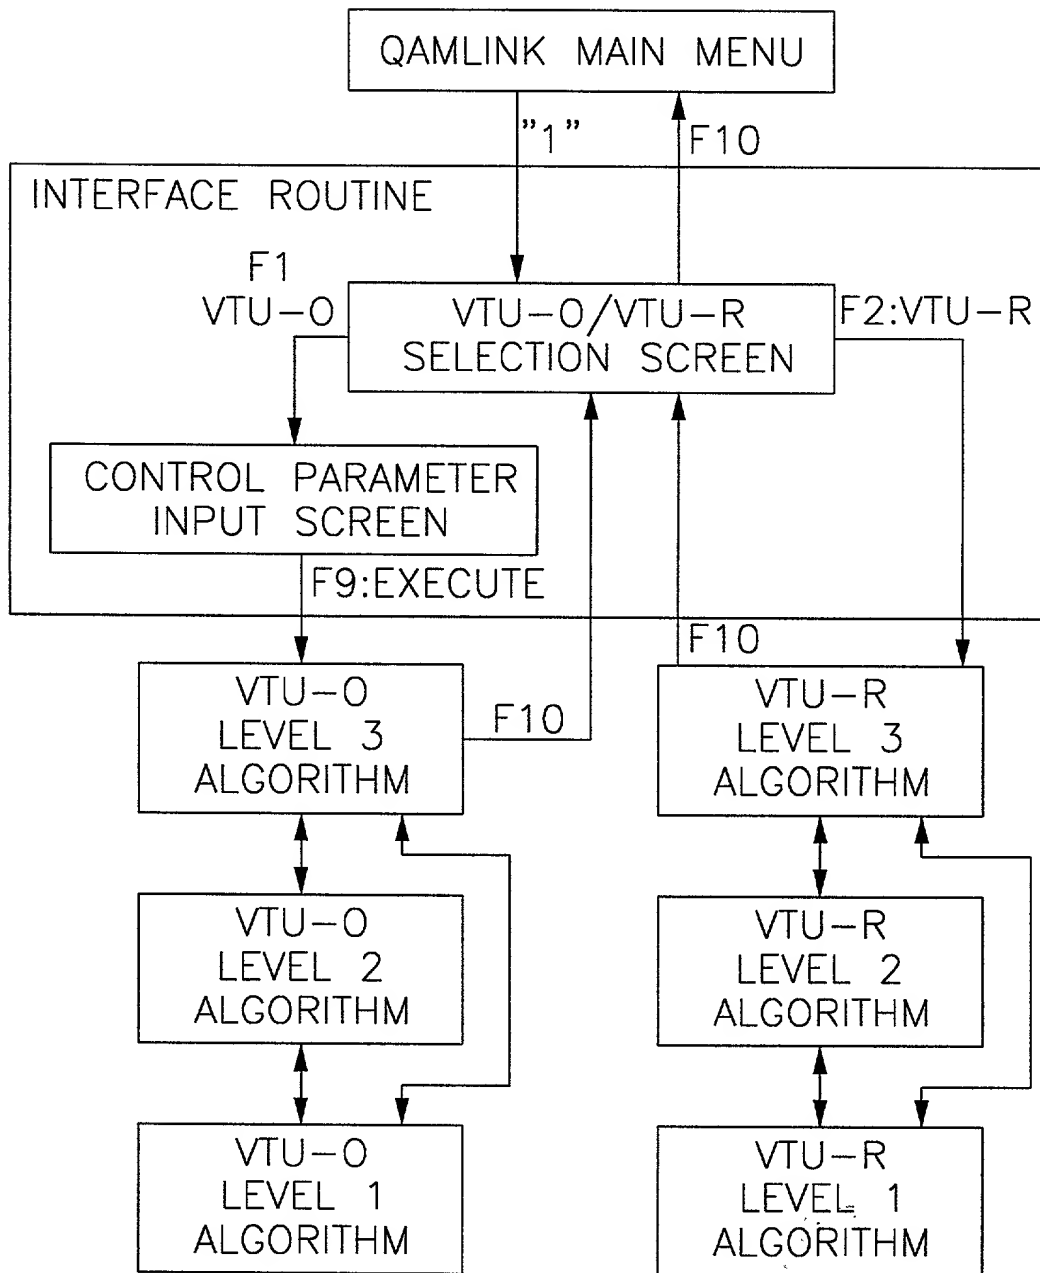 QAMLINK MAIN MENU
"1"
F10
INTERFACE ROUTINE
F1
VTU-O
VTU-O/VTU-R
SELECTION SCREEN
F2:VTU-R
CONTROL PARAMETER
INPUT SCREEN
F9:EXECUTE
F10
VTU-O
LEVEL 3
ALGORITHM
F10
VTU-R
LEVEL 3
ALGORITHM
VTU-O
LEVEL 2
ALGORITHM
VTU-R
LEVEL 2
ALGORITHM
VTU-O
LEVEL 1
ALGORITHM
VTU-R
LEVEL 1
ALGORITHM